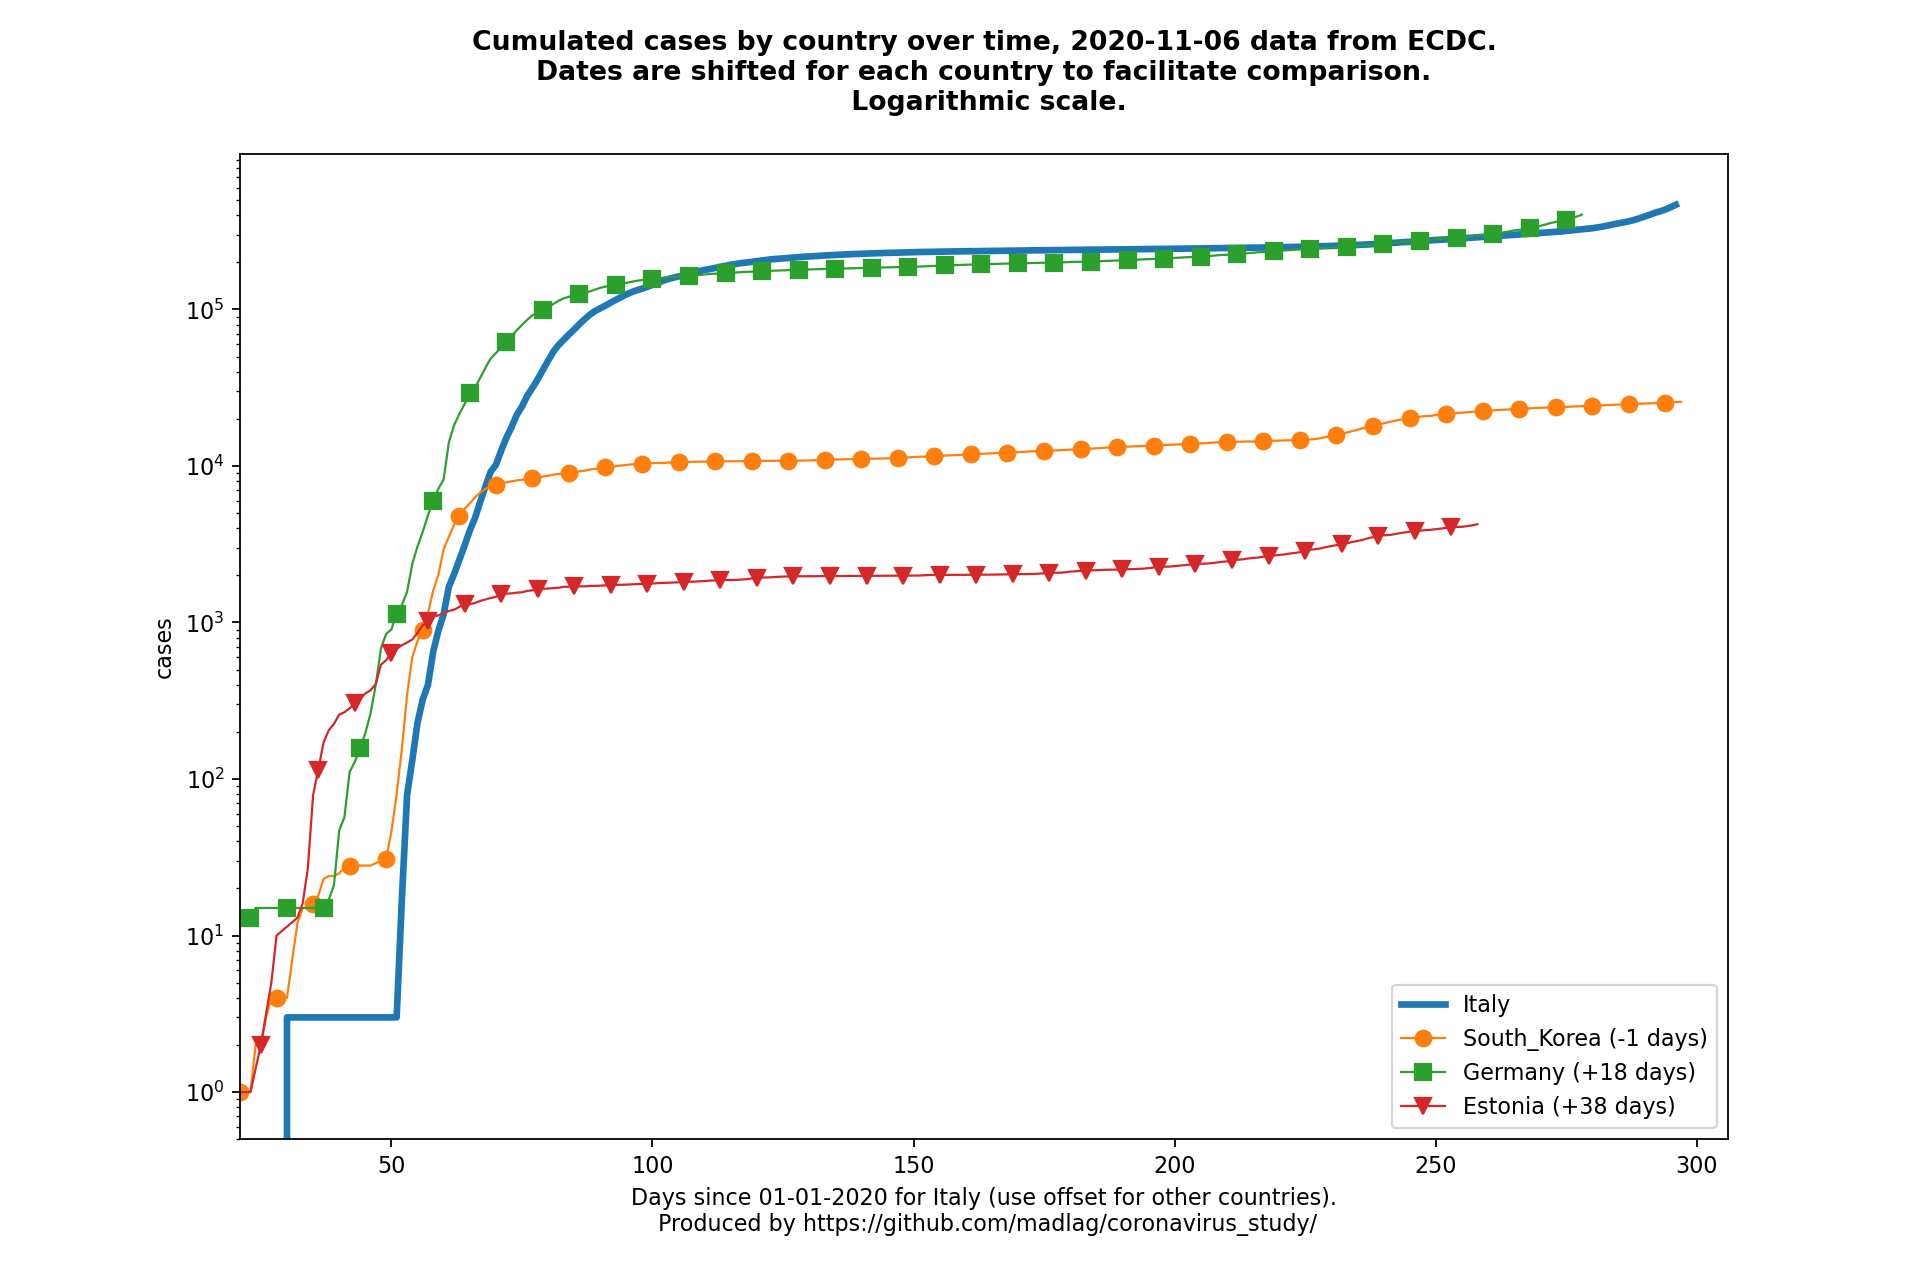 Cumulated cases by country over time, 2020-11-06 data from ECDC.
Dates are shifted for each country to facilitate comparison.
Logarithmic scale.
cases
10^5
10^4
10^3
10^2
10^1
10^0
50 100 150 200 250 300
Italy
South_Korea (-1 days)
Germany (+18 days)
Estonia (+38 days)
Days since 01-01-2020 for Italy (use offset for other countries).
Produced by https://github.com/madlag/coronavirus_study/